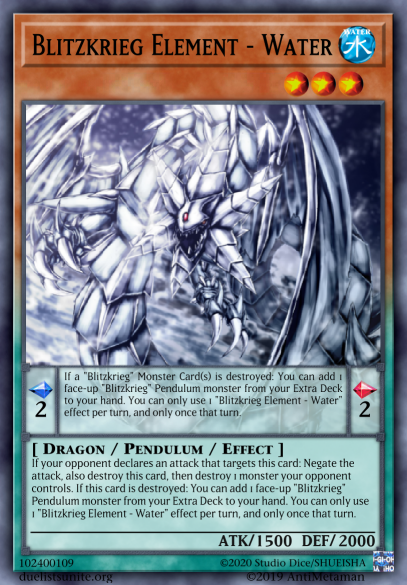 Blitzkrieg Element - Water
WATER
水
If a "Blitzkrieg" Monster Card(s) is destroyed: You can add 1
face-up "Blitzkrieg" Pendulum monster from your Extra Deck
to your hand. You can only use 1 "Blitzkrieg Element - Water"
effect per turn, and only once that turn.
2
2
[ Dragon / Pendulum / Effect ]
If your opponent declares an attack that targets this card: Negate the
attack, also destroy this card, then destroy 1 monster your opponent
controls. If this card is destroyed: You can add 1 face-up "Blitzkrieg"
Pendulum monster from your Extra Deck to your hand. You can only use
1 "Blitzkrieg Element - Water" effect per turn, and only once that turn.
ATK/1500 DEF/2000
102400109
©2020 Studio Dice/SHUEISHA
duelistsunite.org
©2019 AntiMetaman